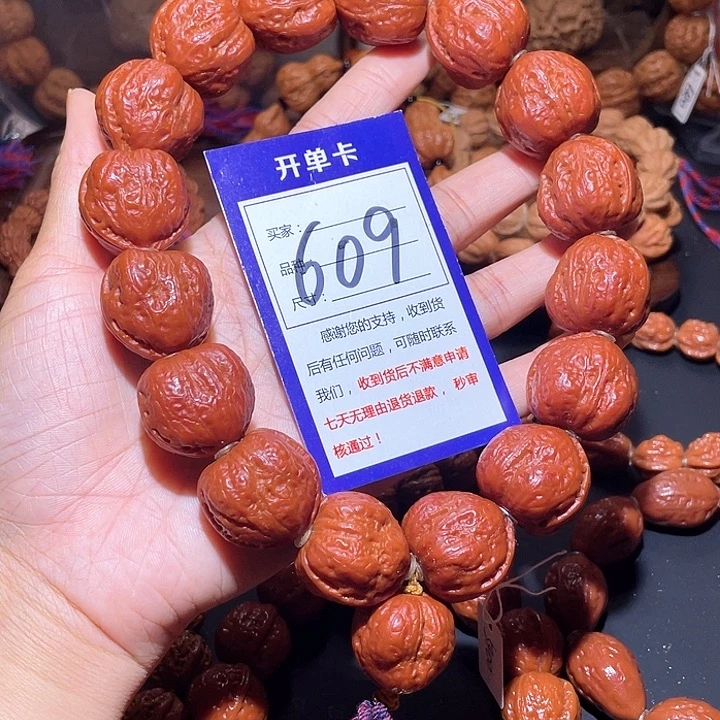 开单卡
买家：
品种
尺寸：
609
感谢您的支持，收到货
后有任何问题，可随时联系
我们，收到货后不满意申请
七天无理由退货退款，秒审
核通过！